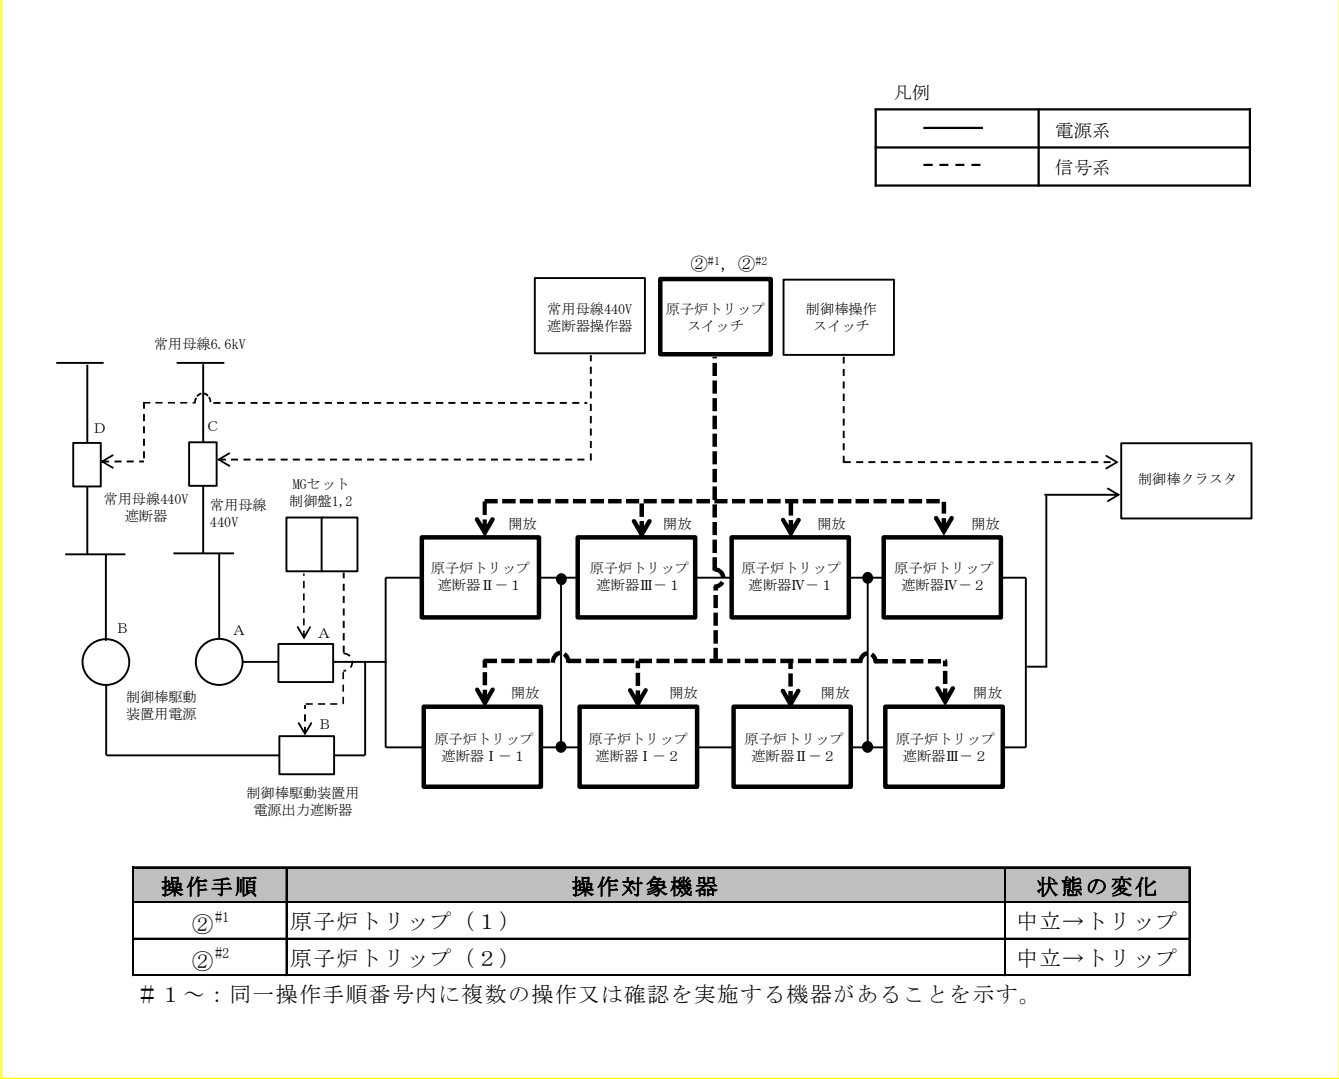 凡例
電源系
信号系
②#1, ②#2
常用母線440V
遮断器操作器
原子炉トリップ
スイッチ
制御棒操作
スイッチ
常用母線6.6kV
D
C
常用母線440V
遮断器
常用母線
440V
MGセット
制御盤1,2
制御棒クラスタ
開放
開放
開放
開放
原子炉トリップ
遮断器Ⅱ－1
原子炉トリップ
遮断器Ⅲ－1
原子炉トリップ
遮断器Ⅳ－1
原子炉トリップ
遮断器Ⅳ－2
B
A
A
制御棒駆動
装置用電源
B
制御棒駆動装置用
電源出力遮断器
開放
開放
開放
開放
原子炉トリップ
遮断器Ⅰ－1
原子炉トリップ
遮断器Ⅰ－2
原子炉トリップ
遮断器Ⅱ－2
原子炉トリップ
遮断器Ⅲ－2
操作手順 操作対象機器 状態の変化
②#1 原子炉トリップ（１） 中立→トリップ
②#2 原子炉トリップ（２） 中立→トリップ
＃１～：同一操作手順番号内に複数の操作又は確認を実施する機器があることを示す。